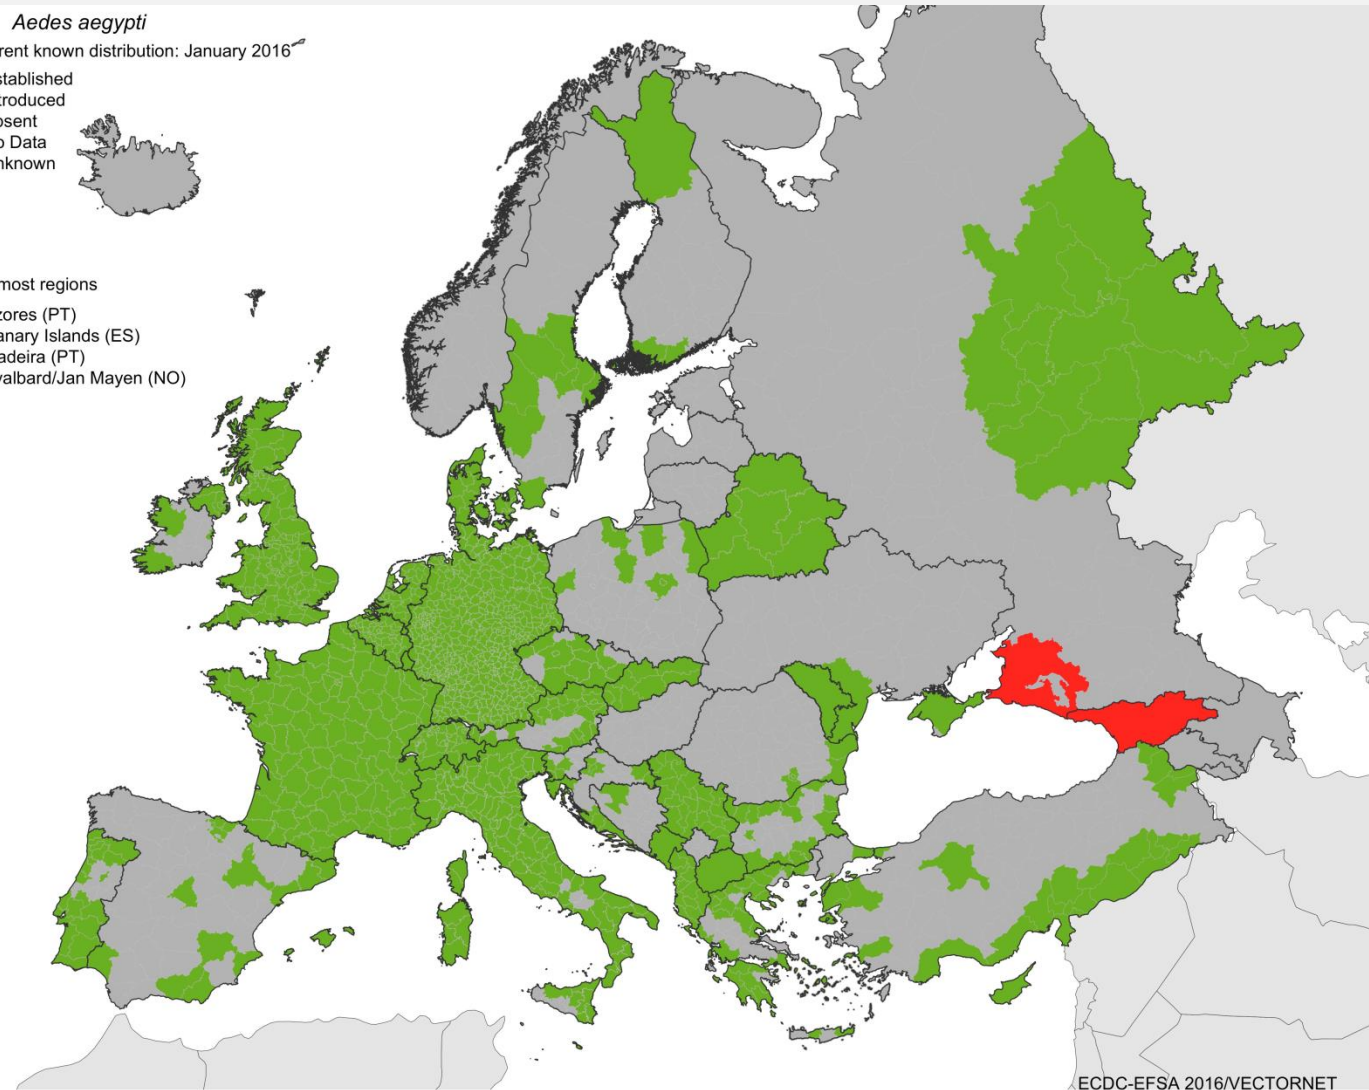 Aedes aegypti
rrent known distribution: January 2016
stablished
troduced
bsent
o Data
nknown
most regions
zores (PT)
anary Islands (ES)
adeira (PT)
valbard/Jan Mayen (NO)
ECDC-EFSA 2016/VECTORNET